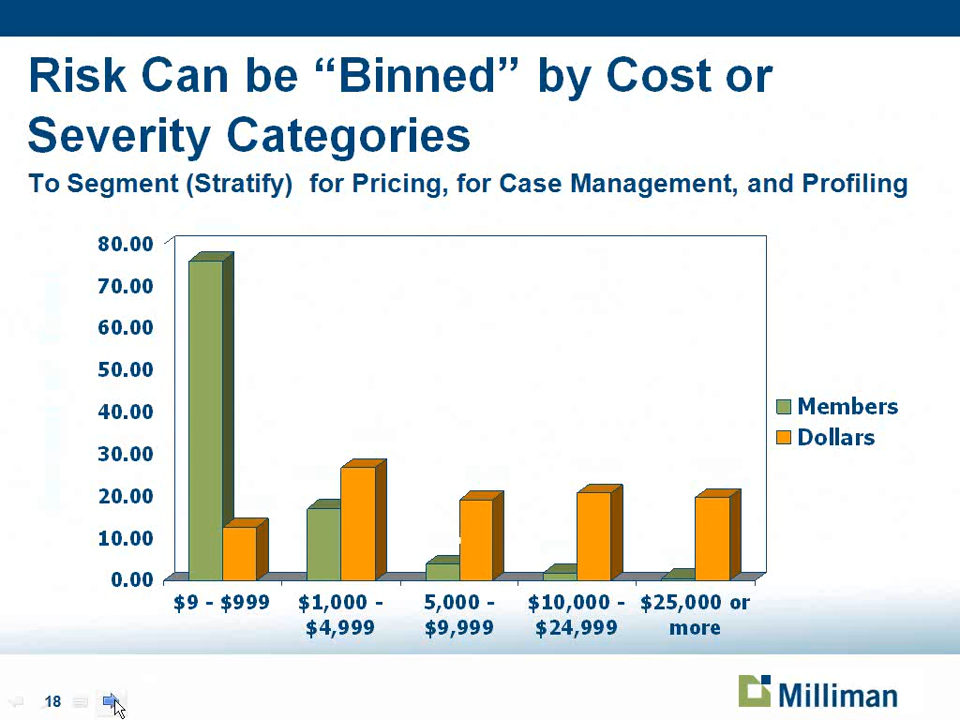 Risk Can be “Binned” by Cost or
Severity Categories
To Segment (Stratify) for Pricing, for Case Management, and Profiling
80.00
70.00
60.00
50.00
40.00
30.00
20.00
10.00
0.00
$9 - $999
$1,000 -
$4,999
5,000 -
$9,999
$10,000 -
$24,999
$25,000 or
more
Members
Dollars
18
Milliman